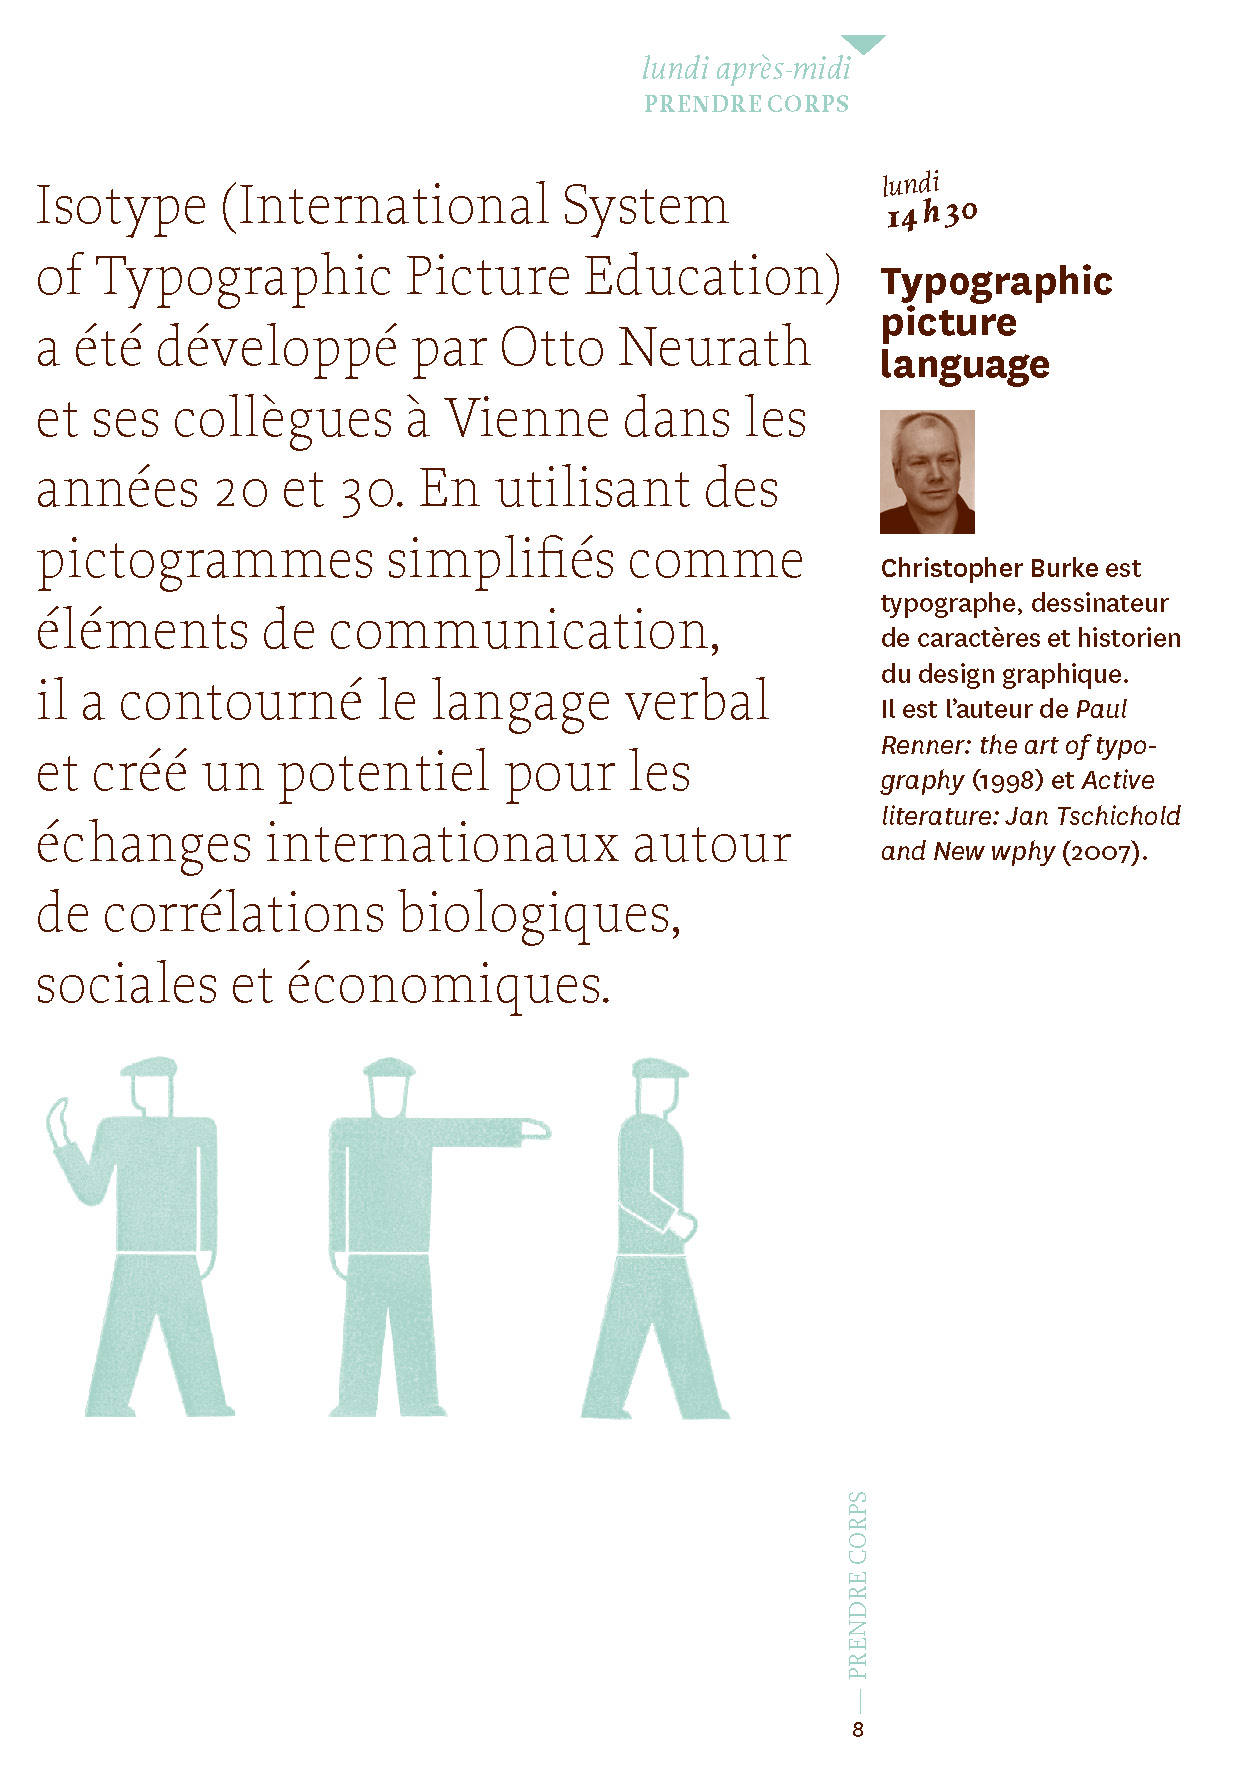 lundi après-midi
PRENDRE CORPS
Isotype (International System
of Typographic Picture Education)
a été développé par Otto Neurath
et ses collègues à Vienne dans les
années 20 et 30. En utilisant des
pictogrammes simplifiés comme
éléments de communication,
il a contourné le langage verbal
et créé un potentiel pour les
échanges internationaux autour
de corrélations biologiques,
sociales et économiques.
lundi
14 h 30
Typographic
picture
language
Christopher Burke est
typographe, dessinateur
de caractères et historien
du design graphique.
Il est l’auteur de Paul
Renner: the art of typo-
graphy (1998) et Active
literature: Jan Tschichold
and New wphy (2007).
— PRENDRE CORPS
8